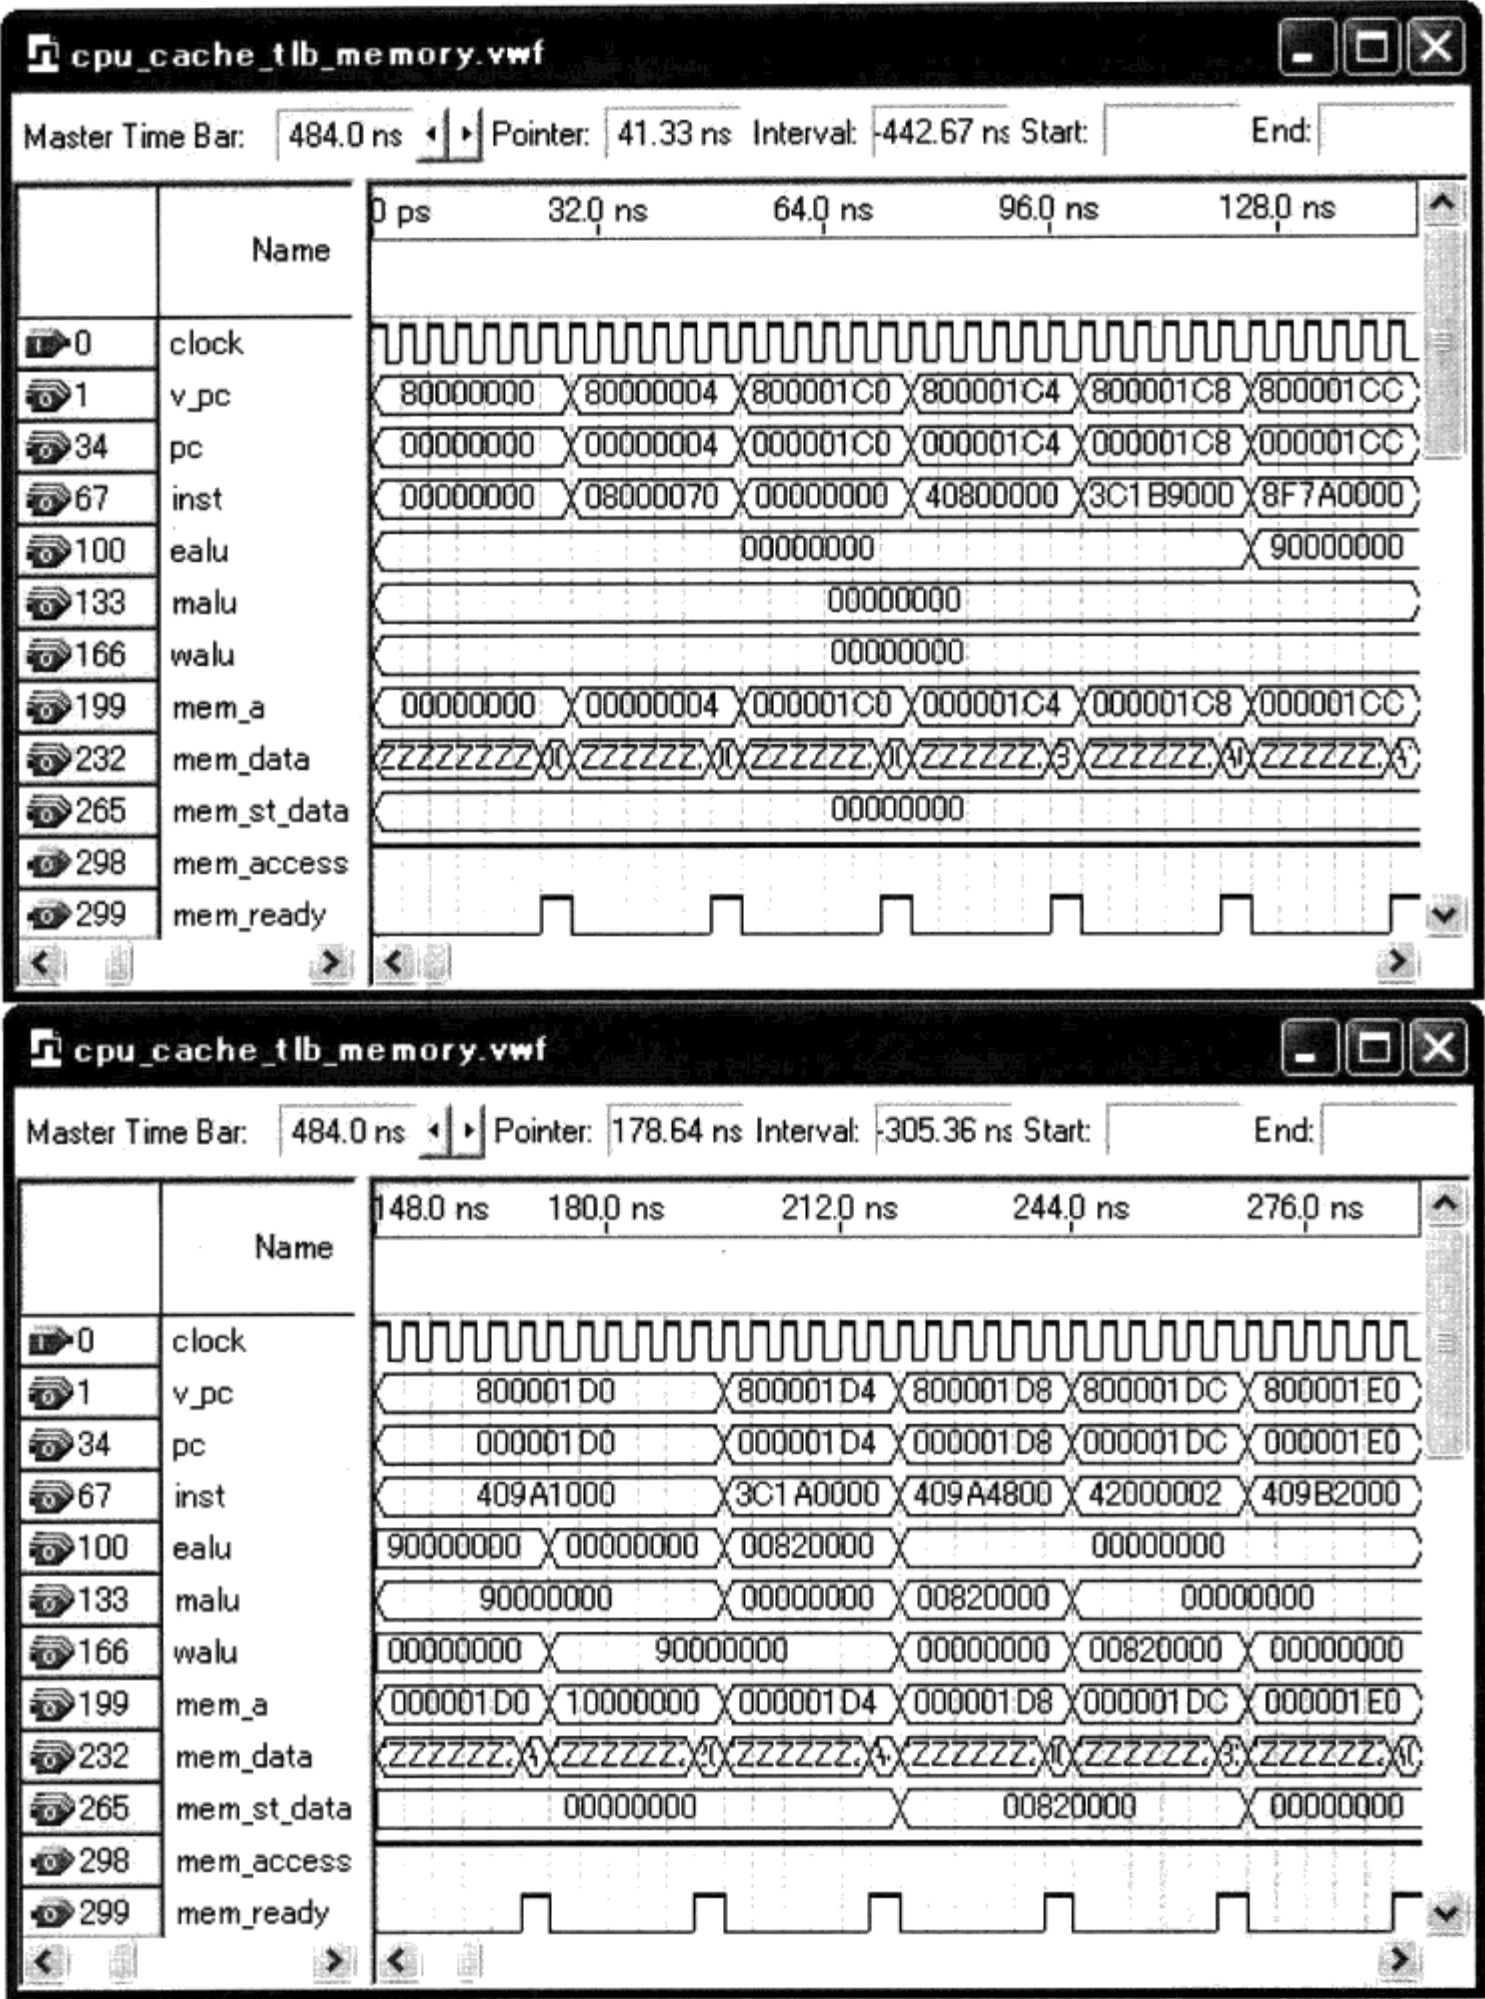 cpu_cache_tlb_memory.vwf
Master Time Bar: 484.0 ns Pointer: 41.33 ns Interval: -442.67 ns Start: End:
Name 0 ps 32.0 ns 64.0 ns 96.0 ns 128.0 ns
0 clock
1 v_pc 80000000 80000004 800001C0 800001C4 800001C8 800001CC
34 pc 00000000 00000004 000001C0 000001C4 000001C8 000001CC
67 inst 00000000 08000070 00000000 40800000 3C1B9000 8F7A0000
100 ealu 00000000 90000000
133 malu 00000000
166 walu 00000000
199 mem_a 00000000 00000004 000001C0 000001C4 000001C8 000001CC
232 mem_data ZZZZZZZZ ZZZZZZ. ZZZZZZ. ZZZZZZ. ZZZZZZ. ZZZZZZ.
265 mem_st_data 00000000
298 mem_access
299 mem_ready
cpu_cache_tlb_memory.vwf
Master Time Bar: 484.0 ns Pointer: 178.64 ns Interval: -305.36 ns Start: End:
Name 148.0 ns 180.0 ns 212.0 ns 244.0 ns 276.0 ns
0 clock
1 v_pc 800001D0 800001D4 800001D8 800001DC 800001E0
34 pc 000001D0 000001D4 000001D8 000001DC 000001E0
67 inst 409A1000 3C1A0000 409A4800 42000002 409B2000
100 ealu 90000000 00000000 00820000 00000000
133 malu 90000000 00000000 00820000 00000000
166 walu 00000000 90000000 00000000 00820000 00000000
199 mem_a 000001D0 10000000 000001D4 000001D8 000001DC 000001E0
232 mem_data ZZZZZZ. ZZZZZZ. ZZZZZZ. ZZZZZZ. ZZZZZZ. ZZZZZZ.
265 mem_st_data 00000000 00820000 00000000
298 mem_access
299 mem_ready